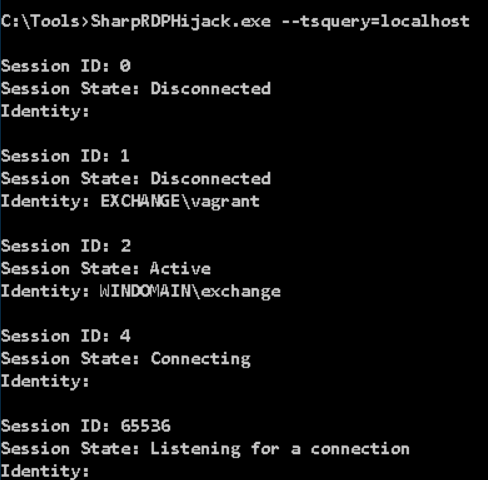 C:\Tools>SharpRDPHijack.exe --tsquery=localhost
Session ID: 0
Session State: Disconnected
Identity:
Session ID: 1
Session State: Disconnected
Identity: EXCHANGE\vagrant
Session ID: 2
Session State: Active
Identity: WINDOMAIN\exchange
Session ID: 4
Session State: Connecting
Identity:
Session ID: 65536
Session State: Listening for a connection
Identity: